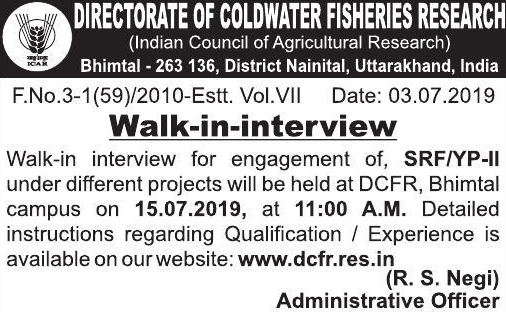 DIRECTORATE OF COLDWATER FISHERIES RESEARCH
(Indian Council of Agricultural Research)
Bhimtal - 263 136, District Nainital, Uttarakhand, India
ICAR
F.No.3-1(59)/2010-Estt. Vol.VII Date: 03.07.2019
Walk-in-interview
Walk-in interview for engagement of, SRF/YP-II
under different projects will be held at DCFR, Bhimtal
campus on 15.07.2019, at 11:00 A.M. Detailed
instructions regarding Qualification / Experience is
available on our website: www.dcfr.res.in
(R. S. Negi)
Administrative Officer